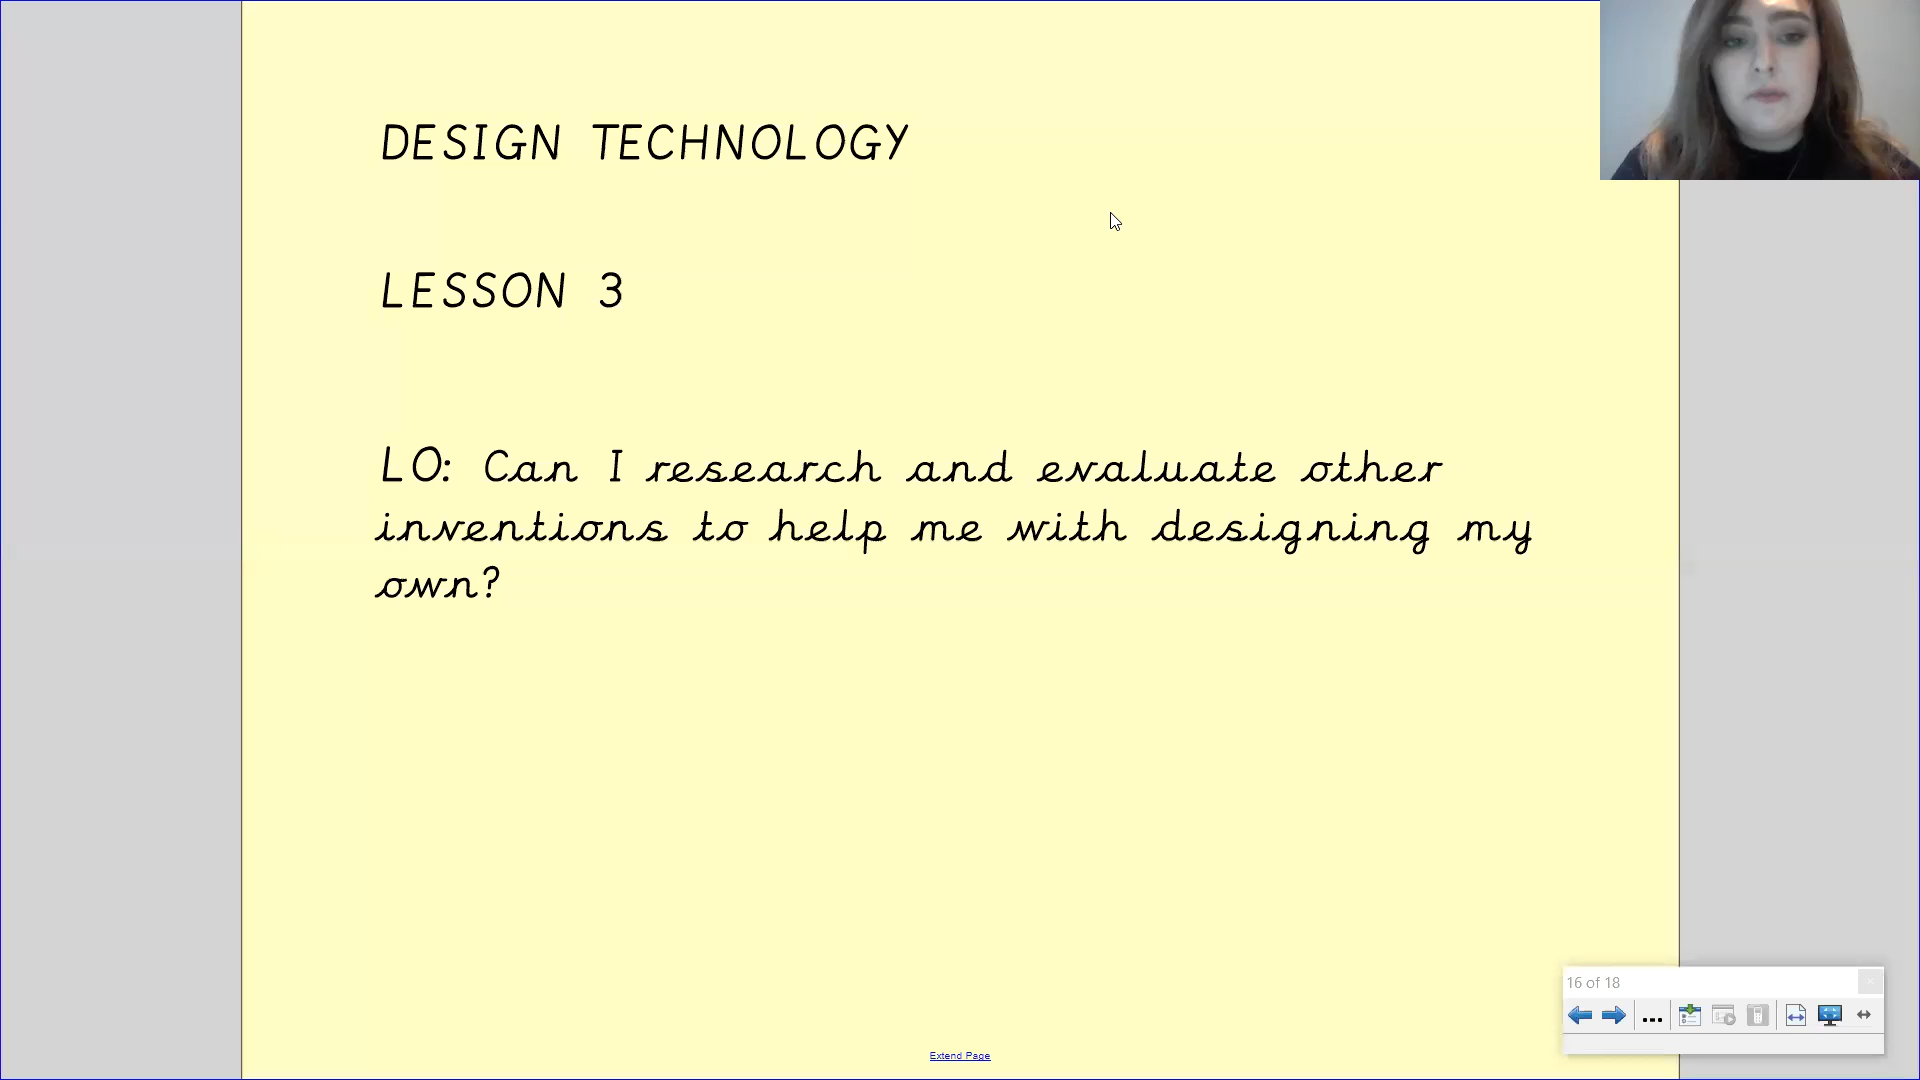 DESIGN TECHNOLOGY
LESSON 3
LO: Can I research and evaluate other
inventions to help me with designing my
own?
16 of 18
Extend Page